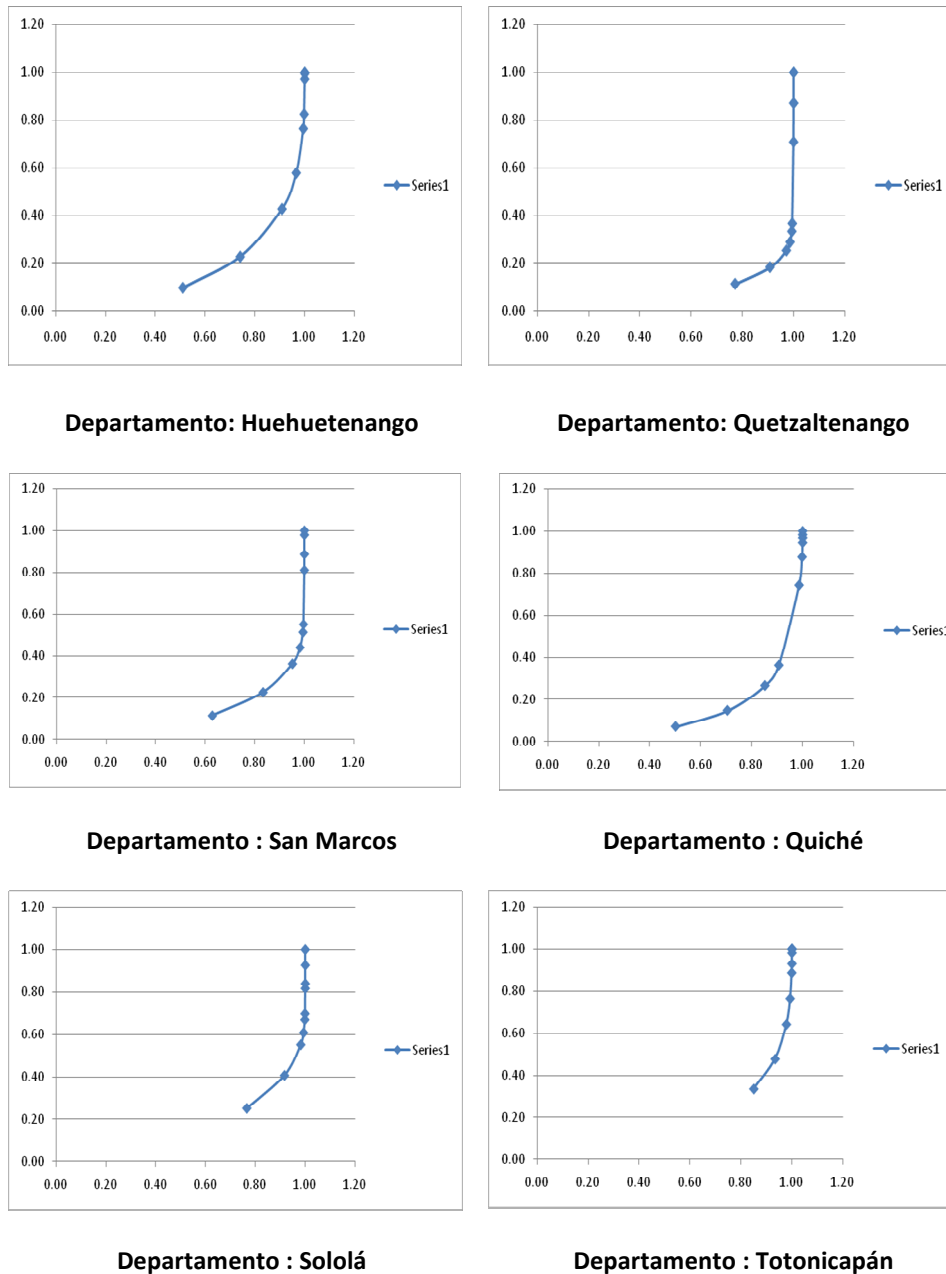 1.20
1.00
0.80
0.60
0.40
0.20
0.00
0.00 0.20 0.40 0.60 0.80 1.00 1.20
Series1
1.20
1.00
0.80
0.60
0.40
0.20
0.00
0.00 0.20 0.40 0.60 0.80 1.00 1.20
Series1
Departamento: Huehuetenango
Departamento: Quetzaltenango
1.20
1.00
0.80
0.60
0.40
0.20
0.00
0.00 0.20 0.40 0.60 0.80 1.00 1.20
Series1
1.20
1.00
0.80
0.60
0.40
0.20
0.00
0.00 0.20 0.40 0.60 0.80 1.00 1.20
Series1
Departamento : San Marcos
Departamento : Quiché
1.20
1.00
0.80
0.60
0.40
0.20
0.00
0.00 0.20 0.40 0.60 0.80 1.00 1.20
Series1
1.20
1.00
0.80
0.60
0.40
0.20
0.00
0.00 0.20 0.40 0.60 0.80 1.00 1.20
Series1
Departamento : Sololá
Departamento : Totonicapán